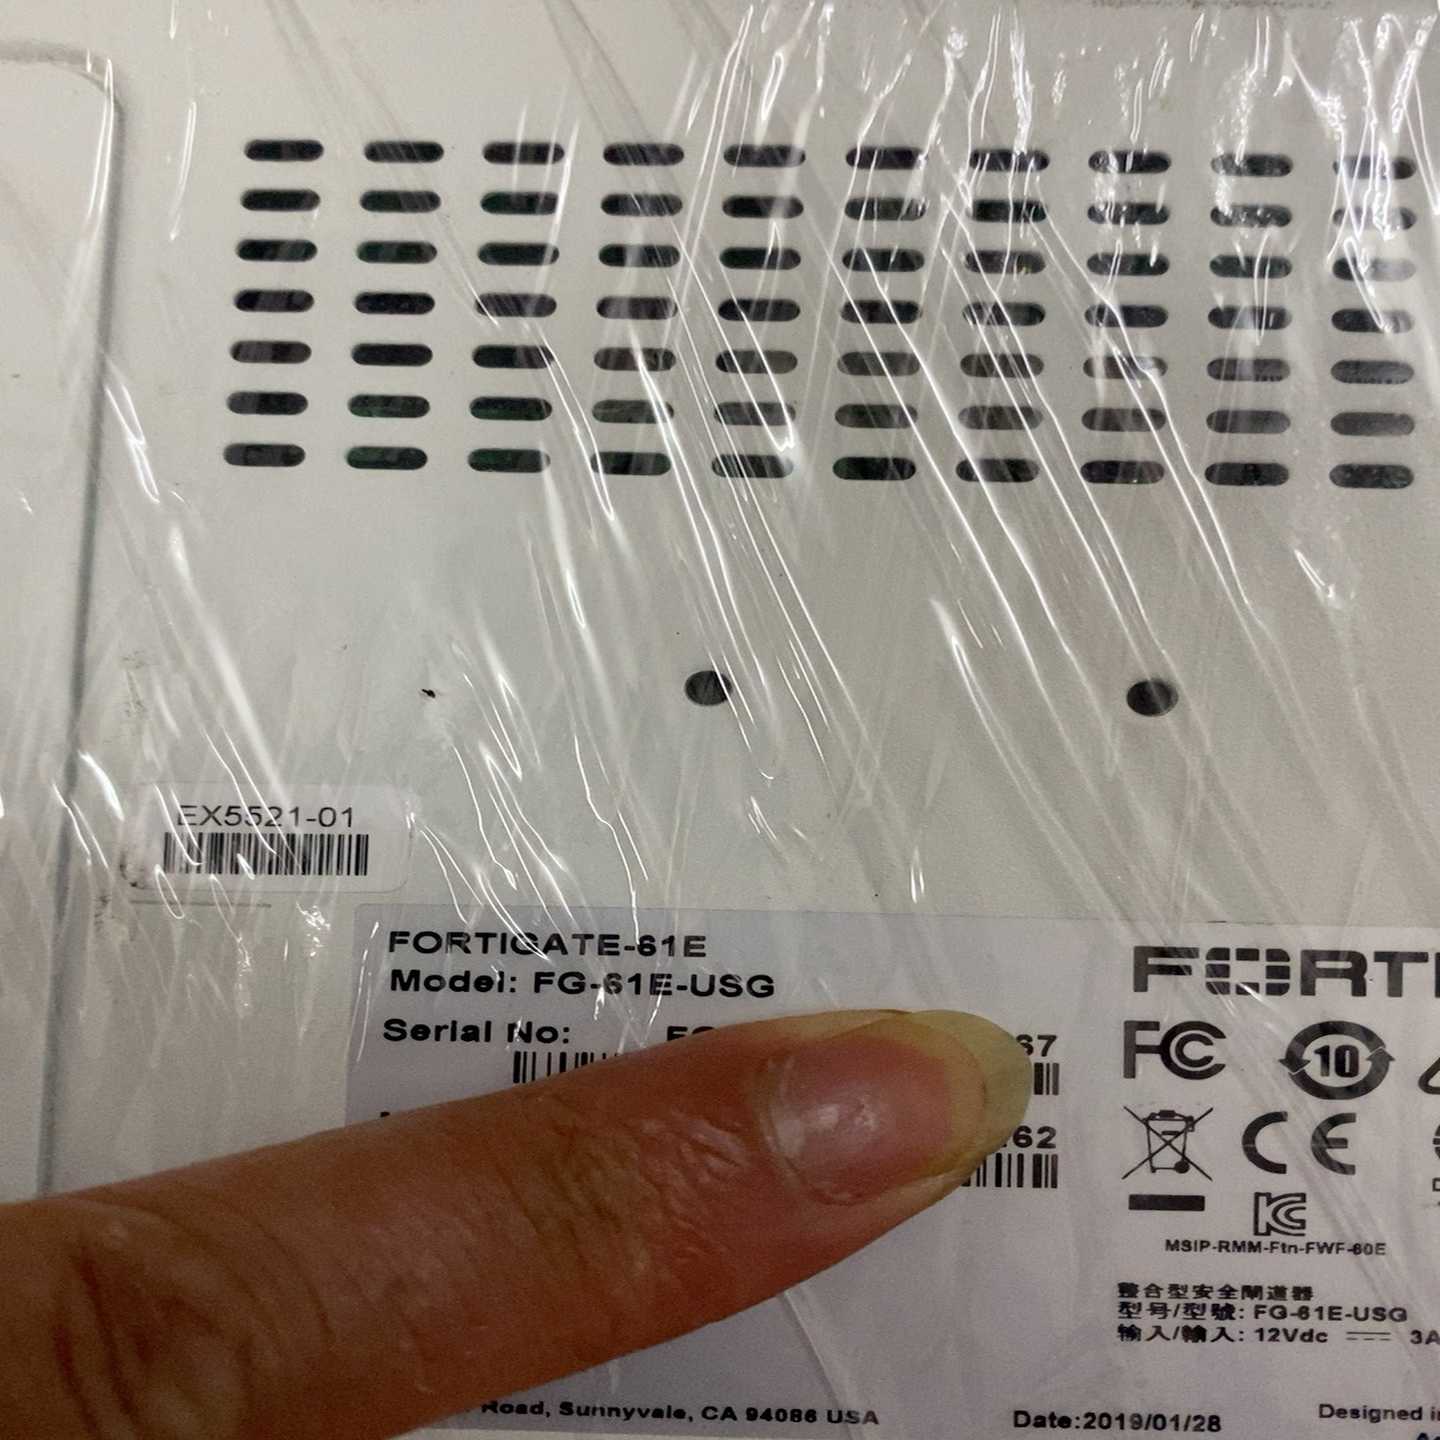 EX5521-01
FORTIGATE-61E
Model: FG-61E-USG
Serial No:
67
62
FORTI
FC
10
CE
MSIP-RMM-Ftn-FWF-60E
整合型安全閘道器
型号/型號: FG-61E-USG
输入/輸入: 12Vdc ⎓ 3A
Road, Sunnyvale, CA 94086 USA
Date:2019/01/28
Designed in